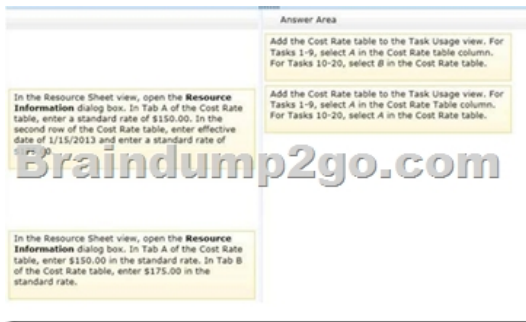 Answer Area
Add the Cost Rate table to the Task Usage view. For
Tasks 1-9, select A in the Cost Rate table column.
For Tasks 10-20, select B in the Cost Rate table.
Add the Cost Rate table to the Task Usage view. For
Tasks 1-9, select A in the Cost Rate Table column.
For Tasks 10-20, select A in the Cost Rate table.
In the Resource Sheet view, open the Resource
Information dialog box. In Tab A of the Cost Rate
table, enter a standard rate of $150.00. In the
second row of the Cost Rate table, enter effective
date of 1/15/2013 and enter a standard rate of
Braindump2go.com
In the Resource Sheet view, open the Resource
Information dialog box. In Tab A of the Cost Rate
table, enter $150.00 in the standard rate. In Tab B
of the Cost Rate table, enter $175.00 in the
standard rate.